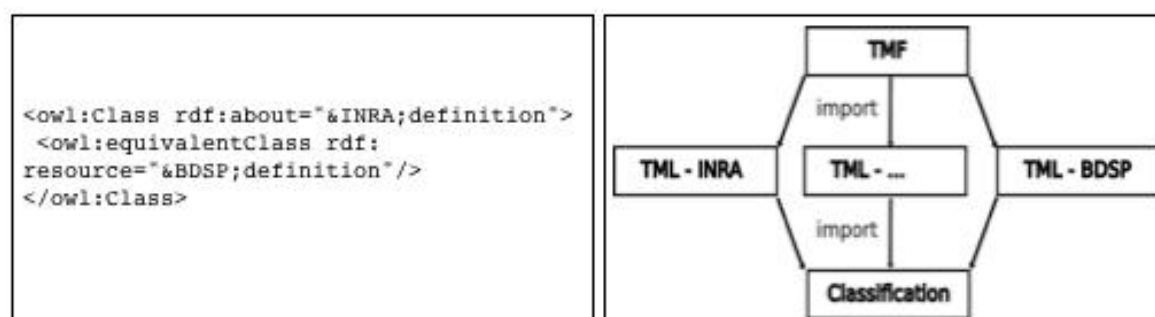 <owl:Class rdf:about="&INRA;definition">
<owl:equivalentClass rdf:
resource="&BDSP;definition"/>
</owl:Class>
TMF
import
TML - INRA
TML - ...
TML - BDSP
import
Classification